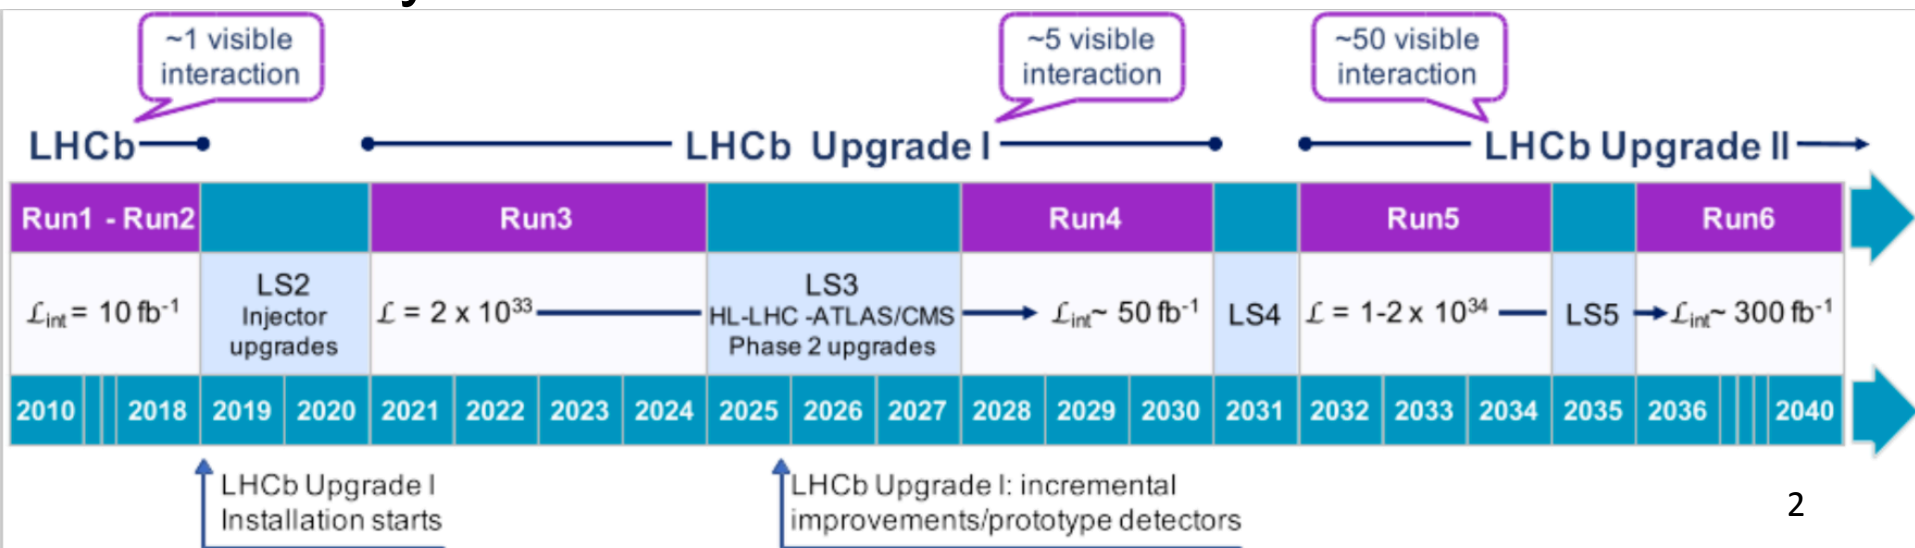 ~1 visible
interaction
~5 visible
interaction
~50 visible
interaction
LHCb
LHCb Upgrade I
LHCb Upgrade II
Run1 - Run2
Run3
Run4
Run5
Run6
ℒint = 10 fb⁻¹
LS2
Injector
upgrades
ℒ = 2 x 10³³
LS3
HL-LHC -ATLAS/CMS
Phase 2 upgrades
ℒint~ 50 fb⁻¹
LS4
ℒ = 1-2 x 10³⁴
LS5
ℒint~ 300 fb⁻¹
2010 2018 2019 2020 2021 2022 2023 2024 2025 2026 2027 2028 2029 2030 2031 2032 2033 2034 2035 2036 2040
LHCb Upgrade I
Installation starts
LHCb Upgrade I: incremental
improvements/prototype detectors
2